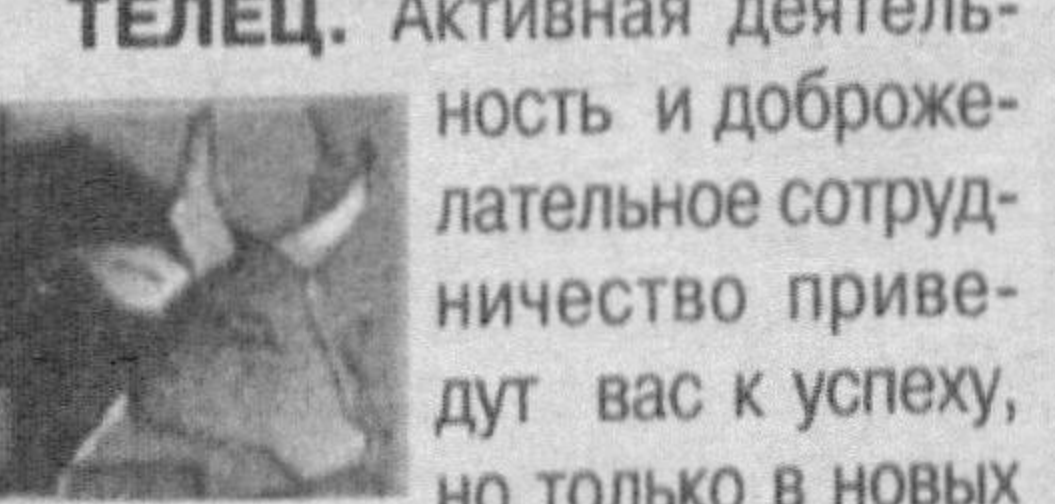 ТЕЛЕЦ. Активная деятель-
ность и доброже-
лательное сотруд-
ничество приве-
дут вас к успеху,
но только в новых